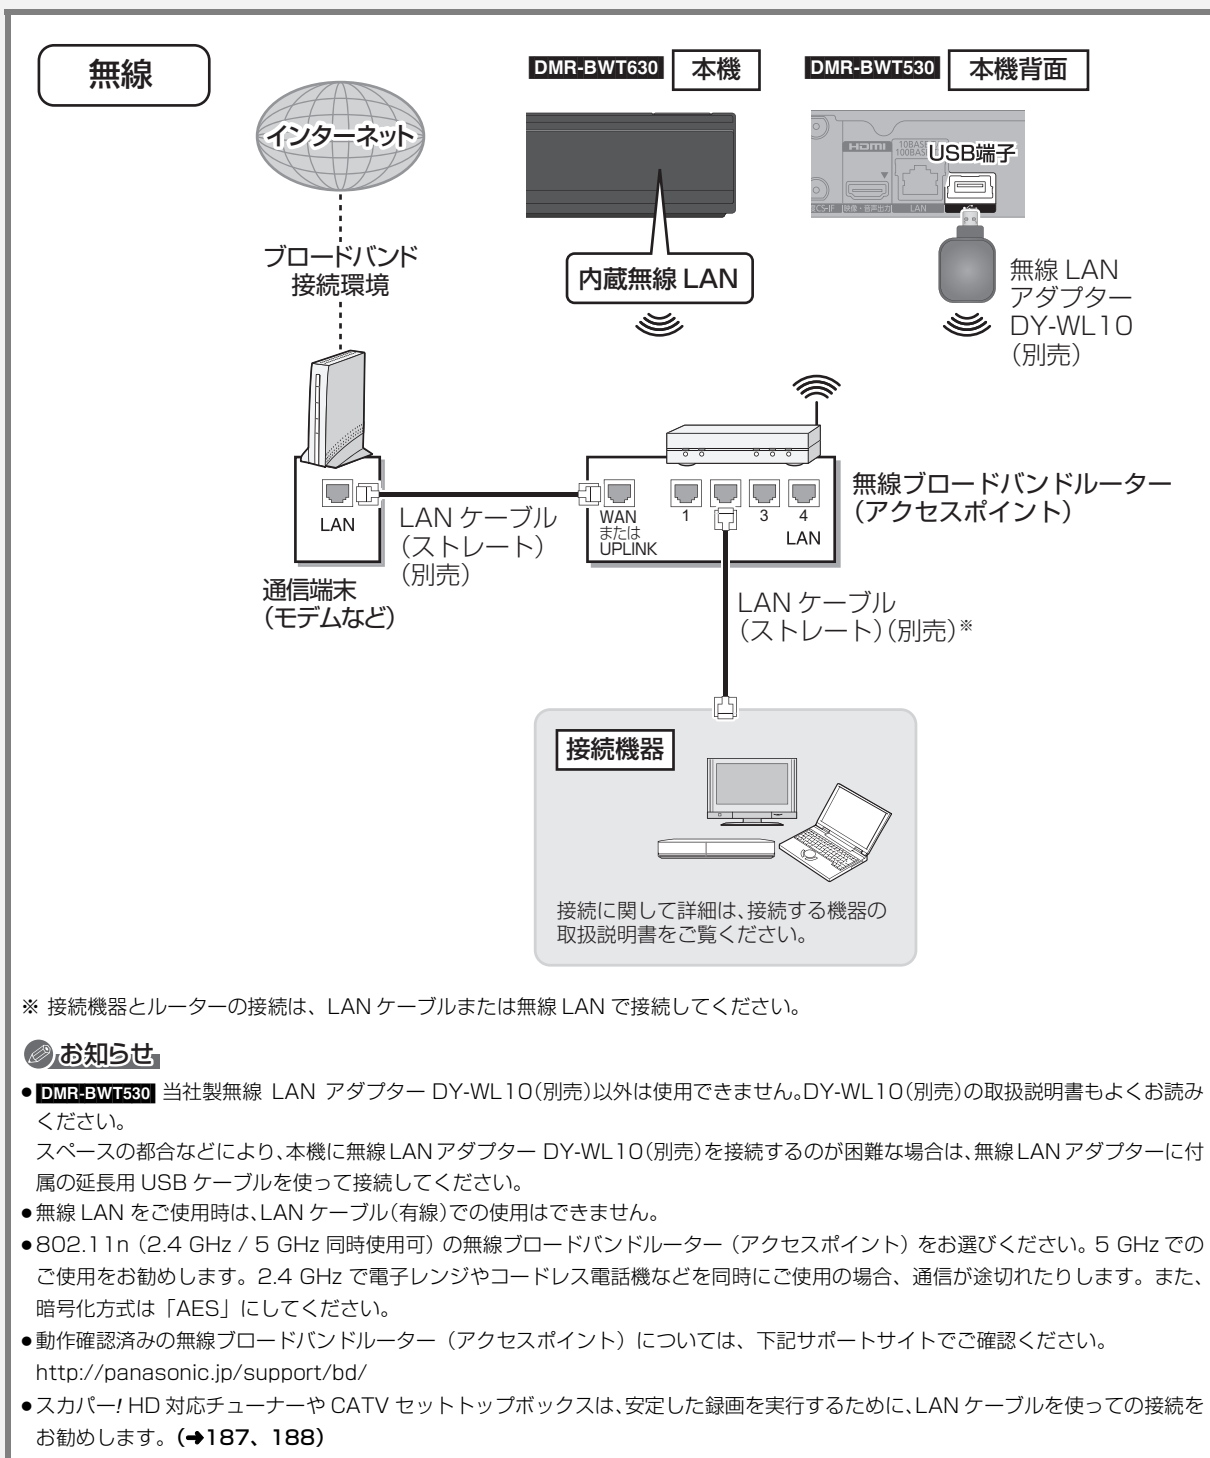 無線
DMR-BWT630 本機
DMR-BWT530 本機背面
インターネット
HDMI
USB端子
映像・音声出力
LAN
ブロードバンド
接続環境
内蔵無線 LAN
無線 LAN
アダプター
DY-WL10
（別売）
LAN
LAN ケーブル
（ストレート）
（別売）
WAN
または
UPLINK
1
3
4
LAN
無線ブロードバンドルーター
（アクセスポイント）
通信端末
（モデムなど）
LAN ケーブル
（ストレート）（別売）※
接続機器
接続に関して詳細は、接続する機器の
取扱説明書をご覧ください。
※ 接続機器とルーターの接続は、LAN ケーブルまたは無線 LAN で接続してください。
お知らせ
●DMR-BWT530 当社製無線 LAN アダプター DY-WL10（別売）以外は使用できません。DY-WL10（別売）の取扱説明書もよくお読み
ください。
スペースの都合などにより、本機に無線 LAN アダプター DY-WL10（別売）を接続するのが困難な場合は、無線 LAN アダプターに付
属の延長用 USB ケーブルを使って接続してください。
●無線 LAN をご使用時は、LAN ケーブル（有線）での使用はできません。
●802.11n（2.4 GHz / 5 GHz 同時使用可）の無線ブロードバンドルーター（アクセスポイント）をお選びください。5 GHz での
ご使用をお勧めします。2.4 GHz で電子レンジやコードレス電話機などを同時にご使用の場合、通信が途切れたりします。また、
暗号化方式は「AES」にしてください。
●動作確認済みの無線ブロードバンドルーター（アクセスポイント）については、下記サポートサイトでご確認ください。
http://panasonic.jp/support/bd/
●スカパー! HD 対応チューナーや CATV セットトップボックスは、安定した録画を実行するために、LAN ケーブルを使っての接続を
お勧めします。（➔187、188）